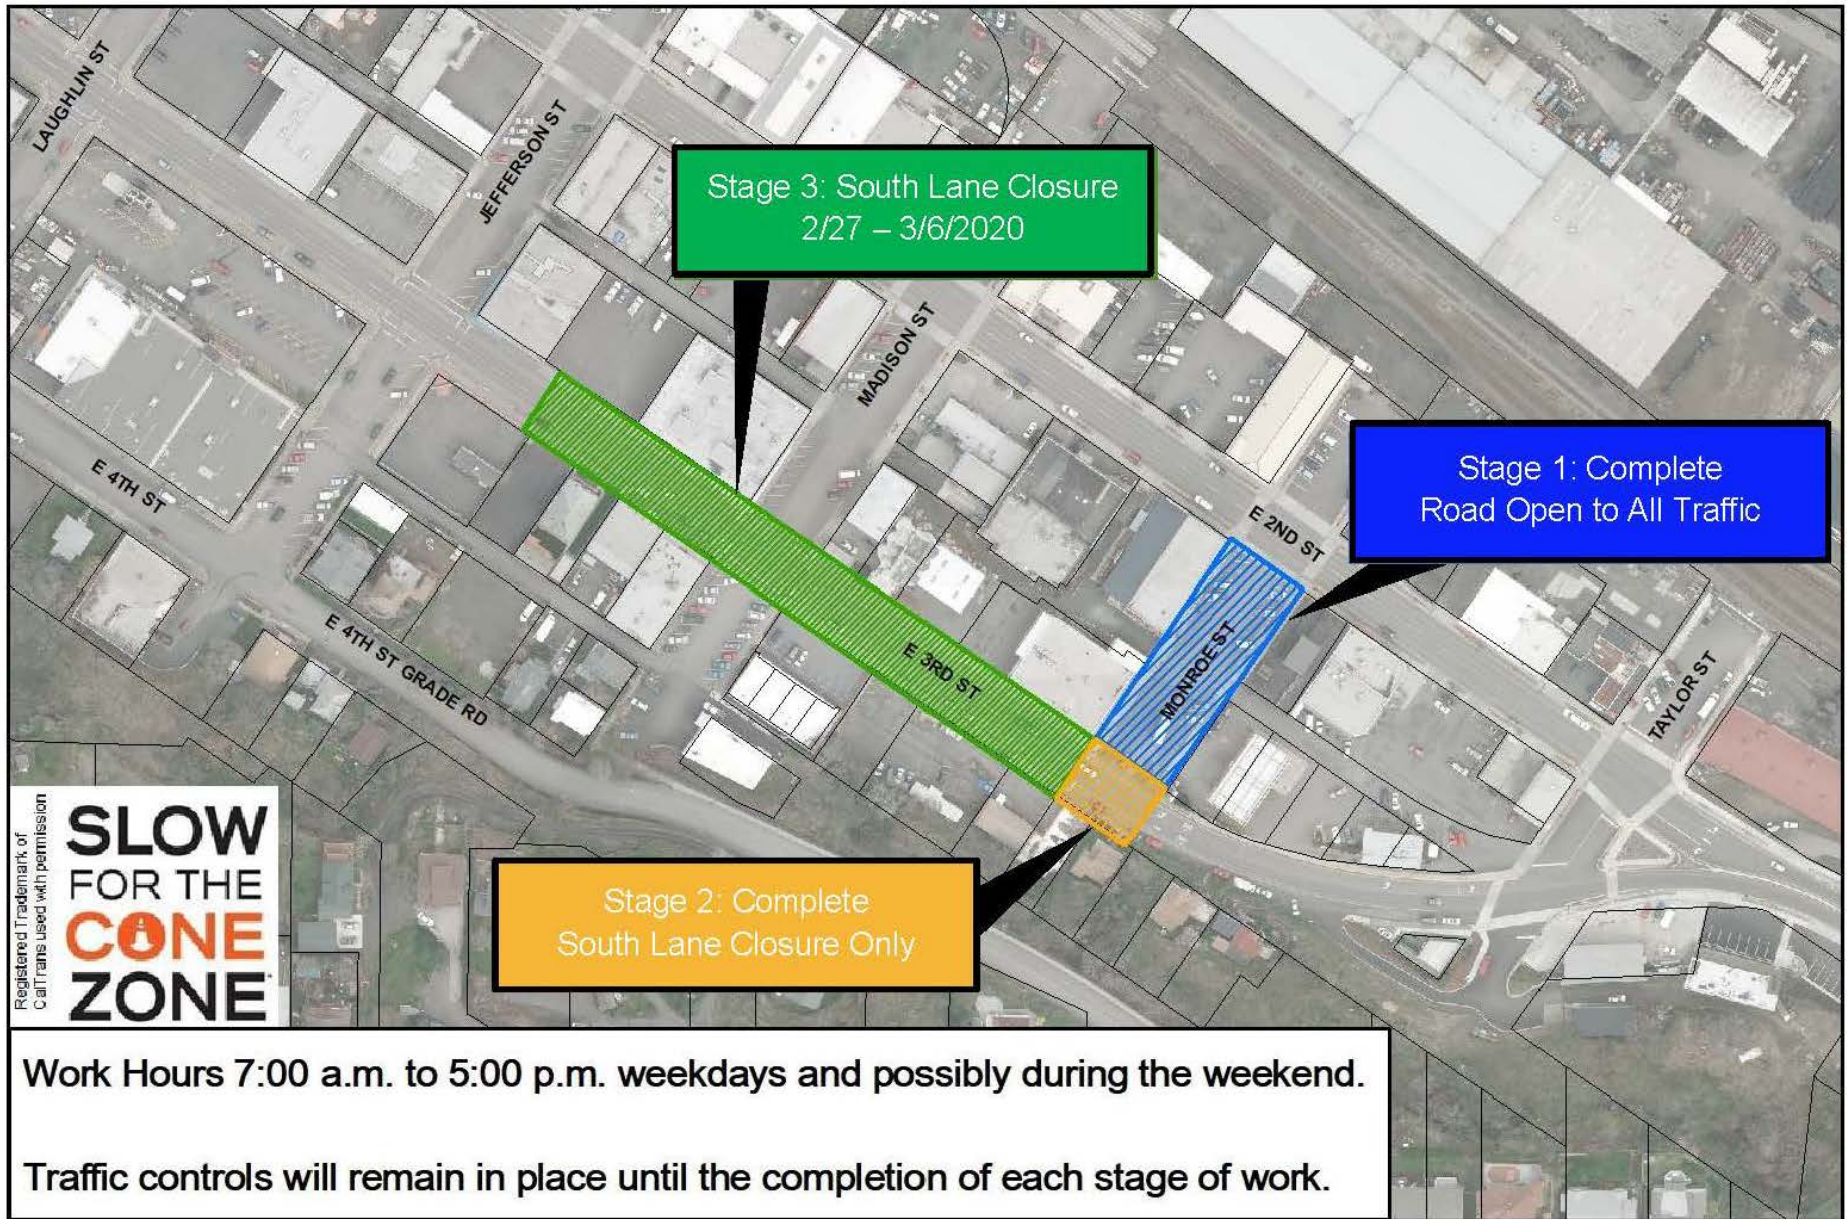 LAUGHLIN ST
JEFFERSON ST
Stage 3: South Lane Closure
2/27 – 3/6/2020
MADISON ST
Stage 1: Complete
Road Open to All Traffic
E 4TH ST
E 2ND ST
E 4TH ST GRADE RD
E 3RD ST
MONROE ST
TAYLOR ST
Registered Trademark of
CalTrans used with permission
SLOW
FOR THE
CONE
ZONE
Stage 2: Complete
South Lane Closure Only
Work Hours 7:00 a.m. to 5:00 p.m. weekdays and possibly during the weekend.
Traffic controls will remain in place until the completion of each stage of work.